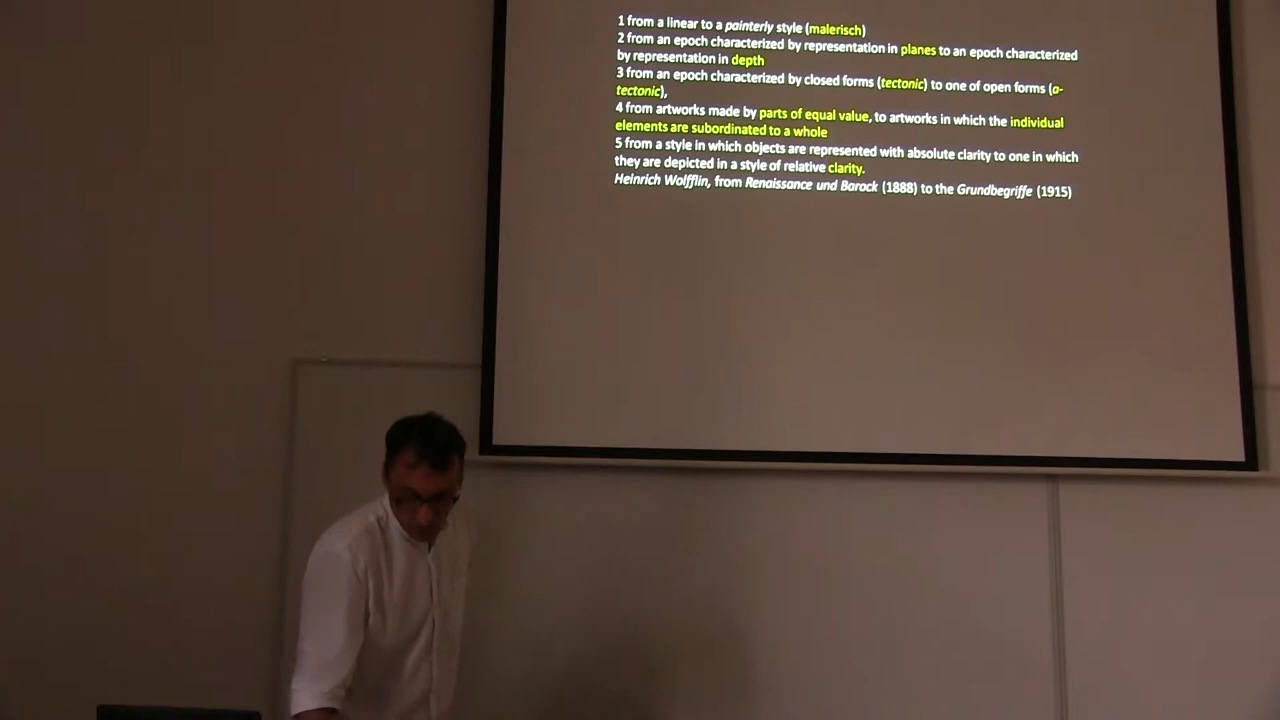 1 from a linear to a painterly style (malerisch)
2 from an epoch characterized by representation in planes to an epoch characterized
by representation in depth
3 from an epoch characterized by closed forms (tectonic) to one of open forms (a-
tectonic),
4 from artworks made by parts of equal value, to artworks in which the individual
elements are subordinated to a whole
5 from a style in which objects are represented with absolute clarity to one in which
they are depicted in a style of relative clarity.
Heinrich Wolfflin, from Renaissance und Barock (1888) to the Grundbegriffe (1915)